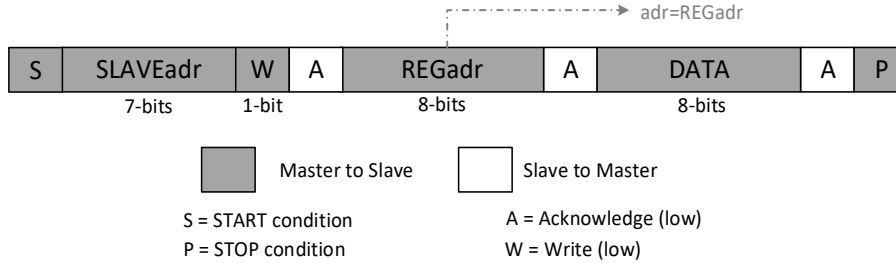 adr=REGadr
S SLAVEadr W A REGadr A DATA A P
7-bits 1-bit 8-bits 8-bits
Master to Slave Slave to Master
S = START condition A = Acknowledge (low)
P = STOP condition W = Write (low)